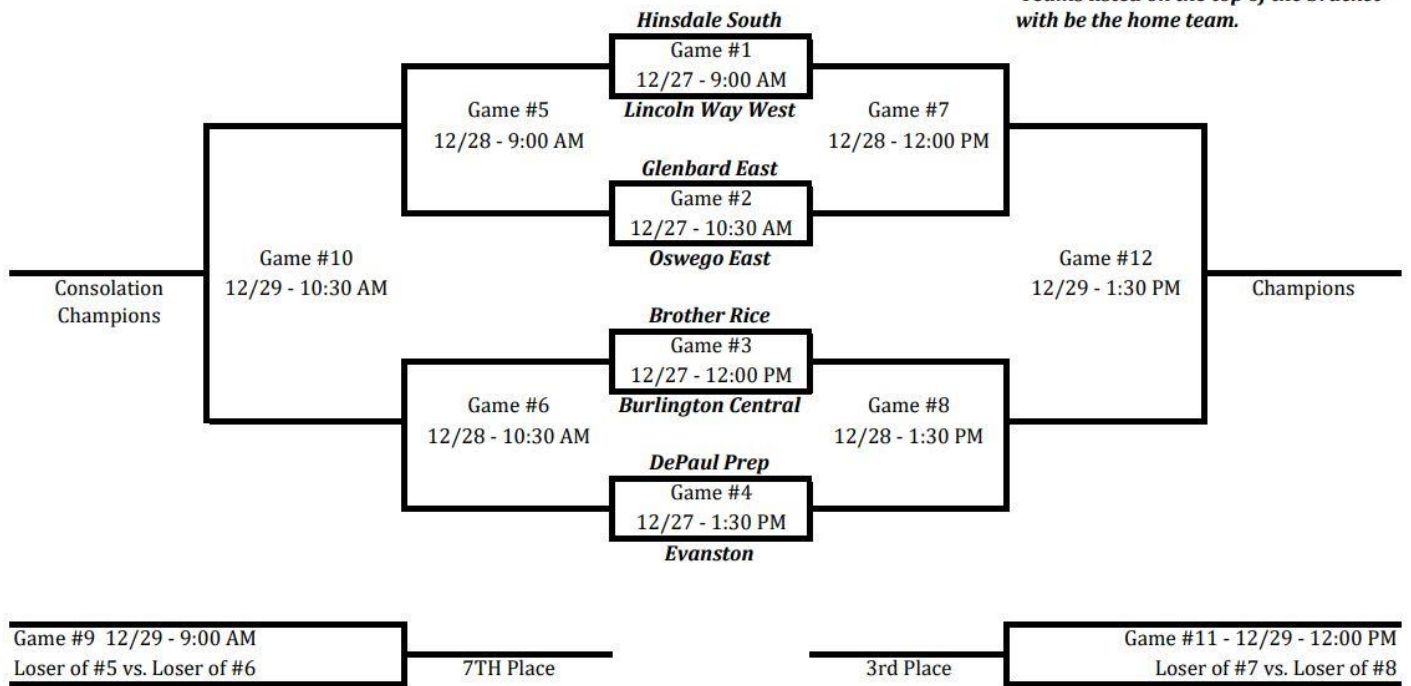 with be the home team.
Hinsdale South
Game #1
12/27 - 9:00 AM
Lincoln Way West
Game #5
12/28 - 9:00 AM
Game #7
12/28 - 12:00 PM
Glenbard East
Game #2
12/27 - 10:30 AM
Oswego East
Game #10
12/29 - 10:30 AM
Consolation
Champions
Game #12
12/29 - 1:30 PM
Champions
Brother Rice
Game #3
12/27 - 12:00 PM
Burlington Central
Game #6
12/28 - 10:30 AM
Game #8
12/28 - 1:30 PM
DePaul Prep
Game #4
12/27 - 1:30 PM
Evanston
Game #9 12/29 - 9:00 AM
Loser of #5 vs. Loser of #6
7TH Place
3rd Place
Game #11 - 12/29 - 12:00 PM
Loser of #7 vs. Loser of #8